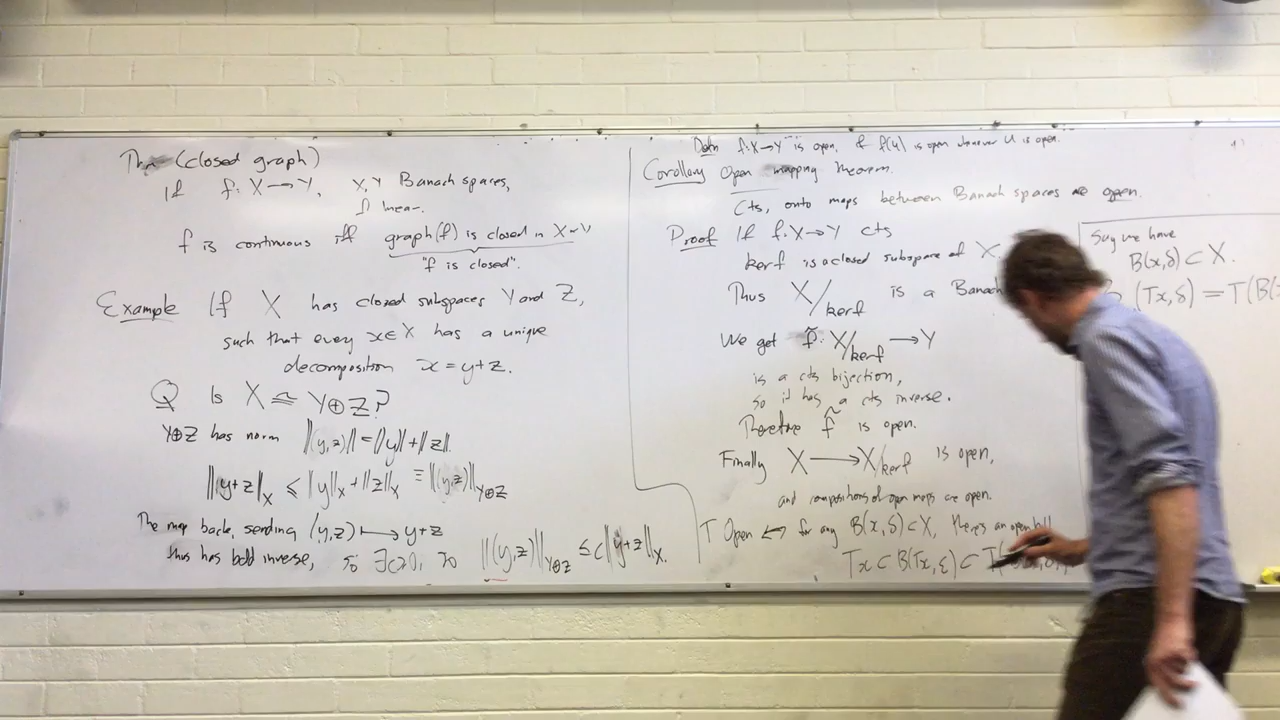 Thm (closed graph)
If f: X → Y, X, Y Banach spaces,
f linear.
f is continuous iff graph(f) is closed in X × Y
"f is closed".
Example If X has closed subspaces Y and Z,
such that every x ∈ X has a unique
decomposition x = y+z.
Q Is X ≅ Y⊕Z?
Y⊕Z has norm ||(y,z)|| = ||y|| + ||z||.
||y+z||_X ≤ ||y||_X + ||z||_X ≡ ||(y,z)||_{Y⊕Z}
The map back, sending (y,z) ↦ y+z
thus has bdd inverse, so ∃c>0, so ||(y,z)||_{Y⊕Z} ≤ c||y+z||_X.
Defn f: X→Y is open, if f(U) is open whenever U is open.
Corollary Open mapping theorem.
Cts, onto maps between Banach spaces are open.
Proof If f: X→Y cts
ker f is a closed subspace of X
Thus X/ker f is a Banach
We get f̃: X/ker f → Y
is a cts bijection,
so it has a cts inverse.
Therefore f̃ is open.
Finally X → X/ker f is open,
and compositions of open maps are open.
T Open ↔ for any B(x,δ) ⊂ X, there's an open ball
Tx ⊂ B(Tx, ε) ⊂ T(
Say we have
B(x,δ) ⊂ X.
(Tx, δ) = T(B(